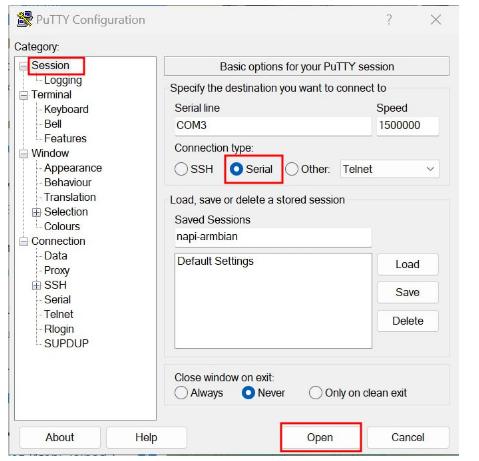 PuTTY Configuration
?
Category:
Session
Logging
Terminal
Keyboard
Bell
Features
Window
Appearance
Behaviour
Translation
Selection
Colours
Connection
Data
Proxy
SSH
Serial
Telnet
Rlogin
SUPDUP
Basic options for your PuTTY session
Specify the destination you want to connect to
Serial line Speed
COM3 1500000
Connection type:
SSH Serial Other: Telnet
Load, save or delete a stored session
Saved Sessions
napi-armbian
Default Settings
Load
Save
Delete
Close window on exit:
Always Never Only on clean exit
About Help Open Cancel